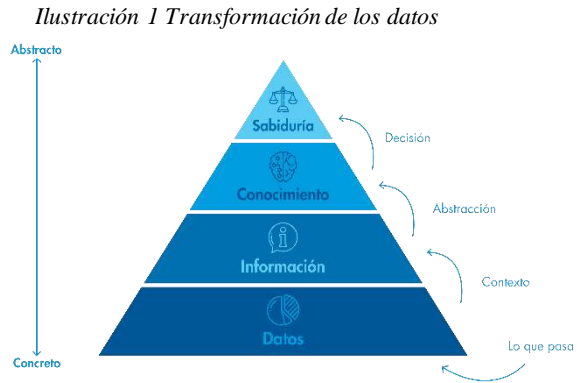 Ilustración 1 Transformación de los datos
Abstracto
Sabiduría
Decisión
Conocimiento
Abstracción
Información
Contexto
Datos
Lo que pasa
Concreto